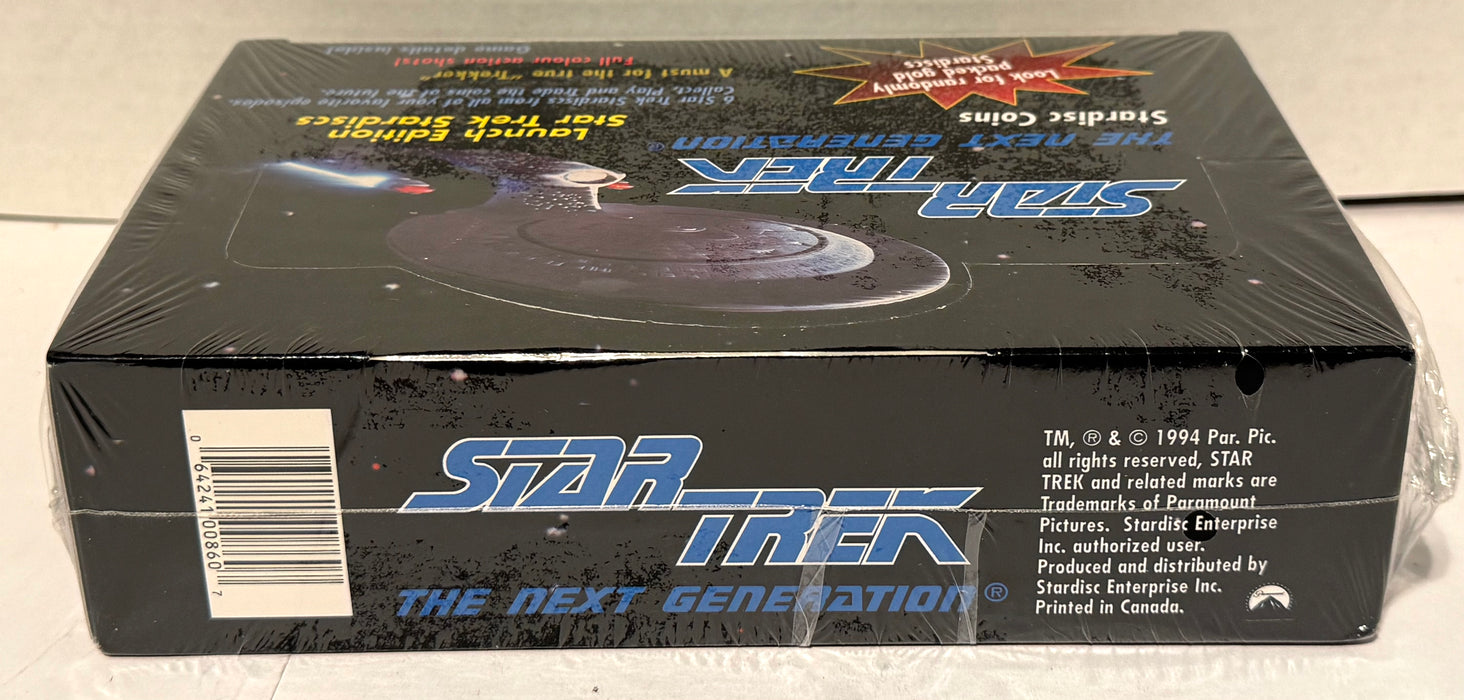 STAR
TREK
THE NEXT GENERATION®
Stardisc Coins
Look for randomly
packed gold
Stardiscs
Launch Edition
Star Trek Stardiscs
6 Star Trek Stardiscs from all of your favorite episodes.
Collect, Play and Trade the coins of the future.
A must for the true "Trekker"
Full colour action shots!
Game details inside!
0 64241 00860 7
STAR
TREK
THE NEXT GENERATION®
TM, ® & © 1994 Par. Pic.
all rights reserved, STAR
TREK and related marks are
Trademarks of Paramount
Pictures. Stardisc Enterprise
Inc. authorized user.
Produced and distributed by
Stardisc Enterprise Inc.
Printed in Canada.